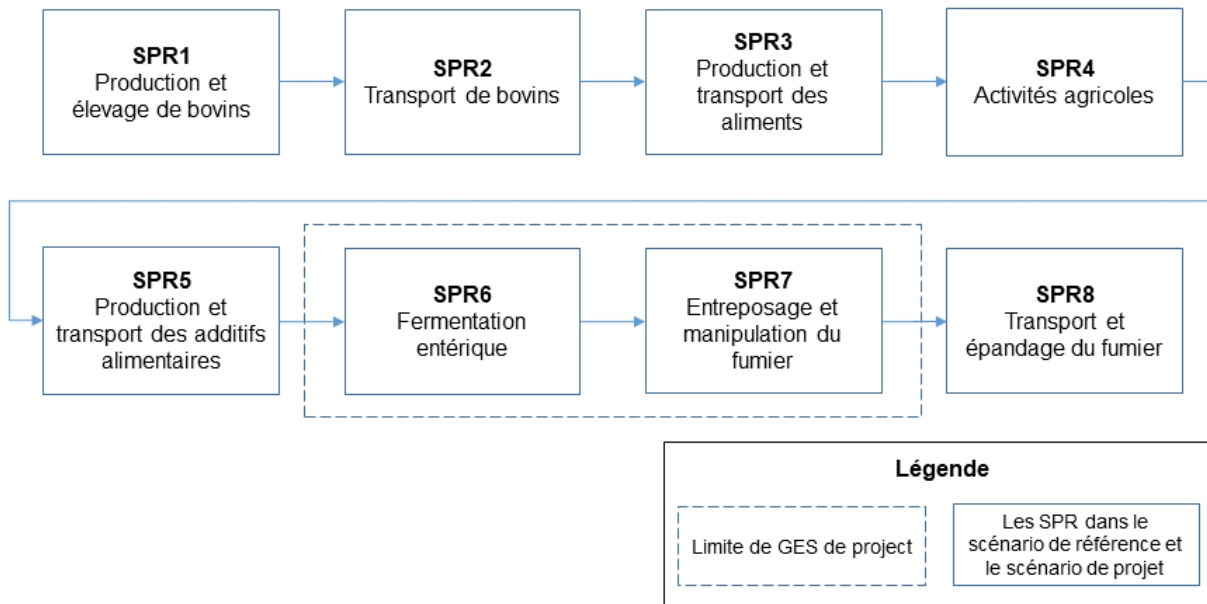 SPR1
Production et
élevage de bovins
SPR2
Transport de bovins
SPR3
Production et
transport des
aliments
SPR4
Activités agricoles
SPR5
Production et
transport des additifs
alimentaires
SPR6
Fermentation
entérique
SPR7
Entreposage et
manipulation du
fumier
SPR8
Transport et
épandage du fumier
Légende
Limite de GES de project
Les SPR dans le
scénario de référence et
le scénario de projet